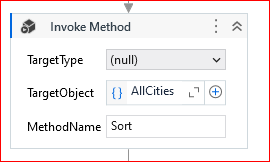 Invoke Method
TargetType (null)
TargetObject { } AllCities
MethodName Sort